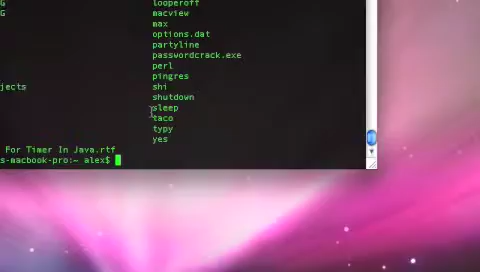 G looperoff
G macview
max
options.dat
partyline
passwordcrack.exe
perl
pingres
jects shi
shutdown
sleep
taco
typy
yes
For Timer In Java.rtf
s-macbook-pro:~ alex$